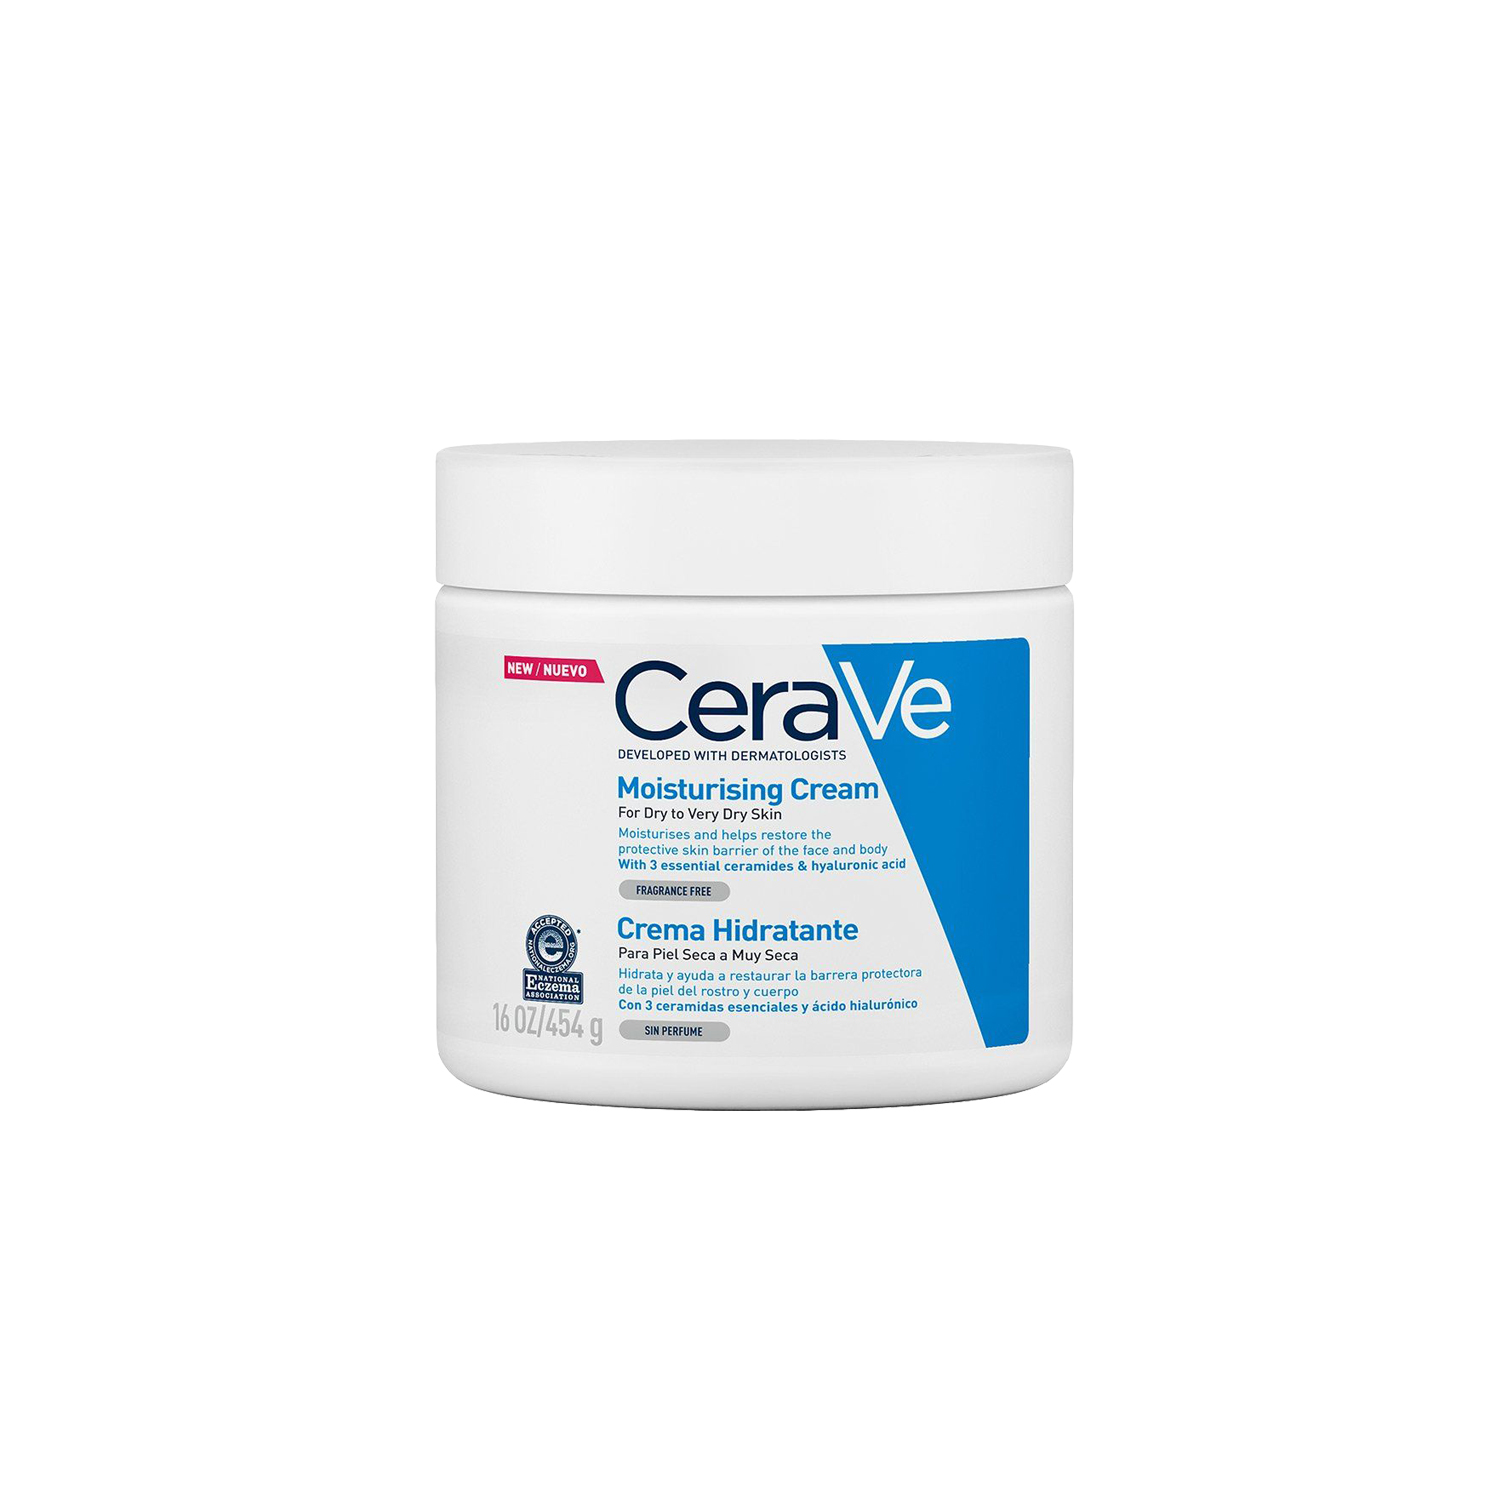 NEW / NUEVO
CeraVe
DEVELOPED WITH DERMATOLOGISTS
Moisturising Cream
For Dry to Very Dry Skin
Moisturises and helps restore the
protective skin barrier of the face and body
With 3 essential ceramides & hyaluronic acid
FRAGRANCE FREE
Crema Hidratante
Para Piel Seca a Muy Seca
Hidrata y ayuda a restaurar la barrera protectora
de la piel del rostro y cuerpo
Con 3 ceramidas esenciales y ácido hialurónico
SIN PERFUME
ACCEPTED
e
NATIONALECZEMA.ORG
NATIONAL
Eczema
ASSOCIATION
16 OZ/454 g